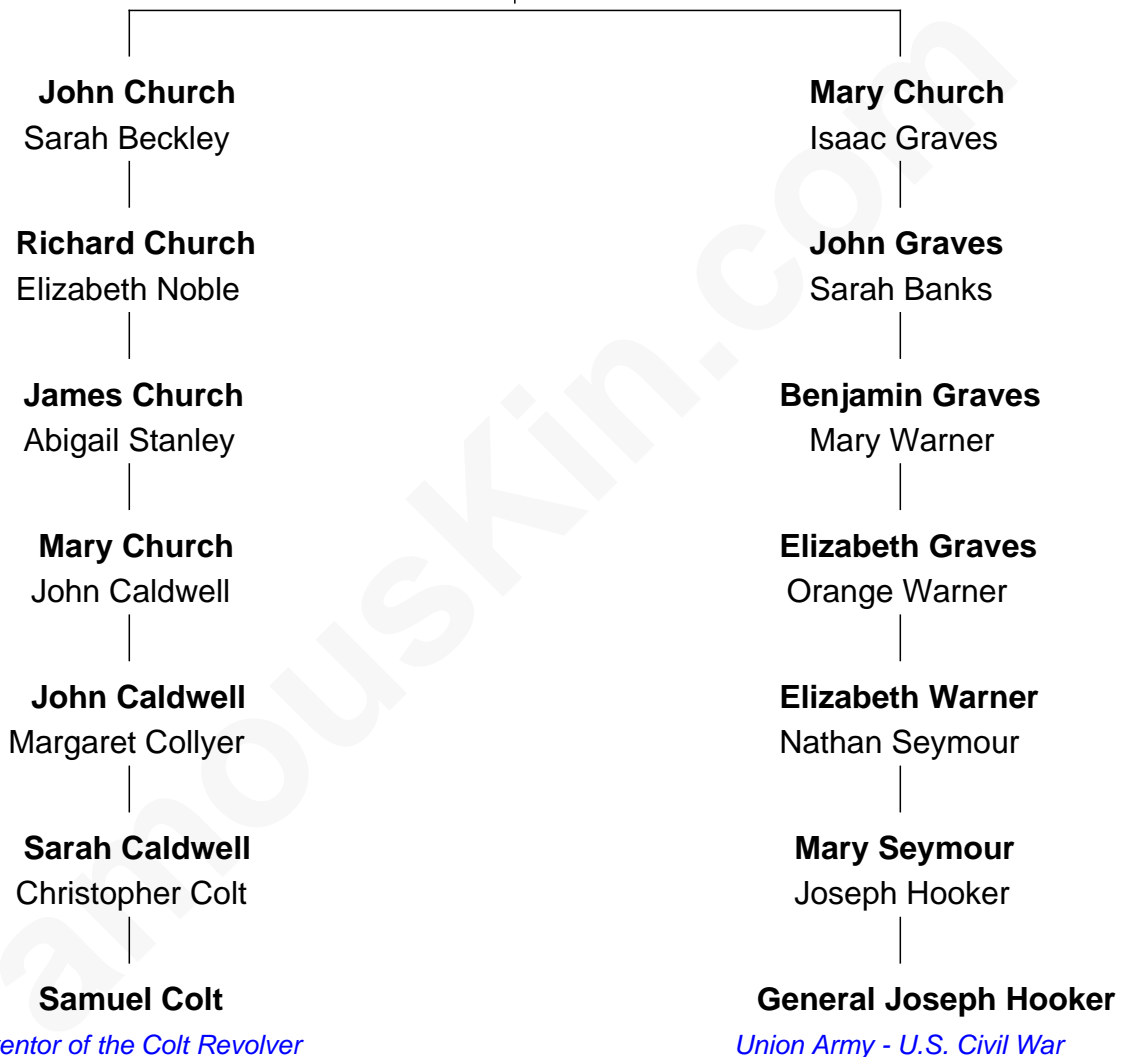 John Church
Sarah Beckley
Mary Church
Isaac Graves
Richard Church
Elizabeth Noble
John Graves
Sarah Banks
James Church
Abigail Stanley
Benjamin Graves
Mary Warner
Mary Church
John Caldwell
Elizabeth Graves
Orange Warner
John Caldwell
Margaret Collyer
Elizabeth Warner
Nathan Seymour
Sarah Caldwell
Christopher Colt
Mary Seymour
Joseph Hooker
Samuel Colt
entor of the Colt Revolver
General Joseph Hooker
Union Army - U.S. Civil War
amousKin.com